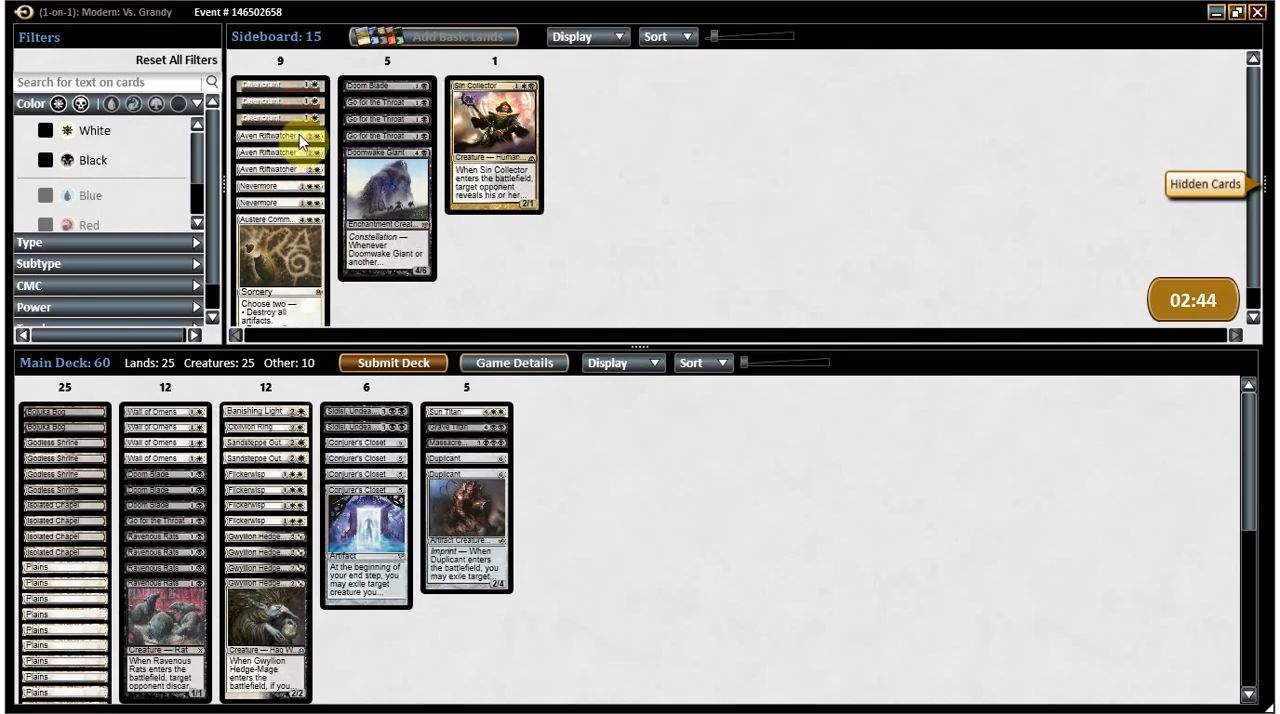 (1-on-1): Modern: Vs. Grandy Event # 146502658
Filters
Reset All Filters
Search for text on cards
Color
White
Black
Blue
Red
Type
Subtype
CMC
Power
Sideboard: 15
Add Basic Lands
Display
Sort
9
5
1
Disenchant
Disenchant
Disenchant
Aven Riftwatcher
Aven Riftwatcher
Aven Riftwatcher
Nevermore
Nevermore
Austere Comm...
Sorcery
Choose two —
• Destroy all
artifacts.
Doom Blade
Go for the Throat
Go for the Throat
Go for the Throat
Doomwake Giant
Enchantment Creat...
Constellation —
Whenever
Doomwake Giant or
another...
4/6
Sin Collector
Creature — Human...
When Sin Collector
enters the battlefield,
target opponent
reveals his or her...
2/1
Hidden Cards
02:44
Main Deck: 60 Lands: 25 Creatures: 25 Other: 10
Submit Deck
Game Details
Display
Sort
25
12
12
6
5
Bojuka Bog
Bojuka Bog
Godless Shrine
Godless Shrine
Godless Shrine
Godless Shrine
Isolated Chapel
Isolated Chapel
Isolated Chapel
Isolated Chapel
Plains
Plains
Plains
Plains
Plains
Plains
Plains
Plains
Plains
Wall of Omens
Wall of Omens
Wall of Omens
Wall of Omens
Doom Blade
Doom Blade
Doom Blade
Go for the Throat
Ravenous Rats
Ravenous Rats
Ravenous Rats
Ravenous Rats
Creature — Rat
When Ravenous
Rats enters the
battlefield, target
opponent discar...
1/1
Banishing Light
Oblivion Ring
Sandsteppe Out...
Sandsteppe Out...
Flickerwisp
Flickerwisp
Flickerwisp
Flickerwisp
Gwyllion Hedge...
Gwyllion Hedge...
Gwyllion Hedge...
Gwyllion Hedge...
Creature — Hag W...
When Gwyllion
Hedge-Mage
enters the
battlefield, if you...
2/2
Sidisi, Undea...
Sidisi, Undea...
Conjurer's Closet
Conjurer's Closet
Conjurer's Closet
Conjurer's Closet
Artifact
At the beginning of
your end step, you
may exile target
creature you...
Sun Titan
Grave Titan
Massacre...
Duplicant
Duplicant
Artifact Creature...
Imprint — When
Duplicant enters
the battlefield, you
may exile target...
2/4